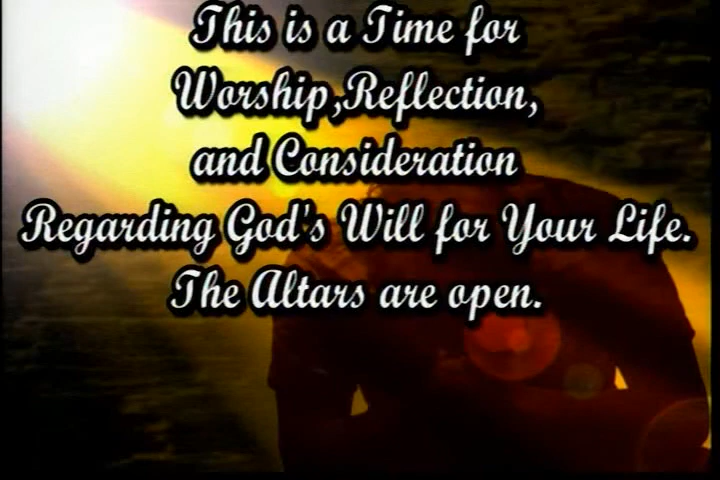 This is a Time for
Worship,Reflection,
and Consideration
Regarding God's Will for Your Life.
The Altars are open.